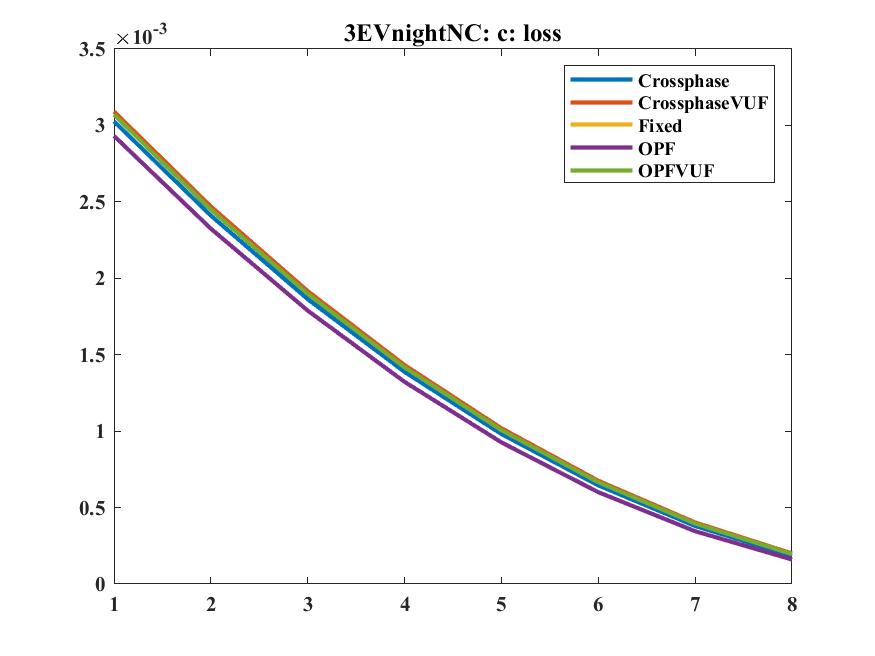 3EVnightNC: c: loss
×10⁻³
3.5
3
2.5
2
1.5
1
0.5
0
1 2 3 4 5 6 7 8
Crossphase
CrossphaseVUF
Fixed
OPF
OPFVUF